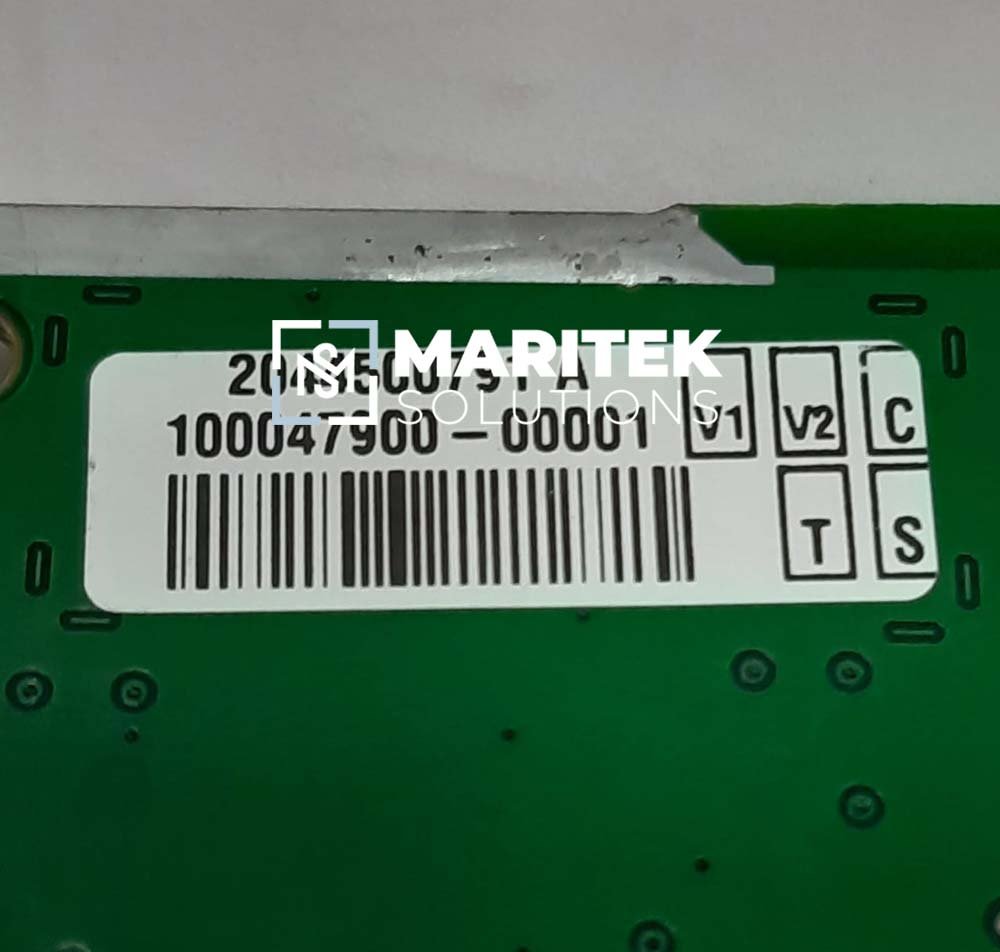 MARITEK
SOLUTIONS
A
100047900-00001
V1 V2 C
T S